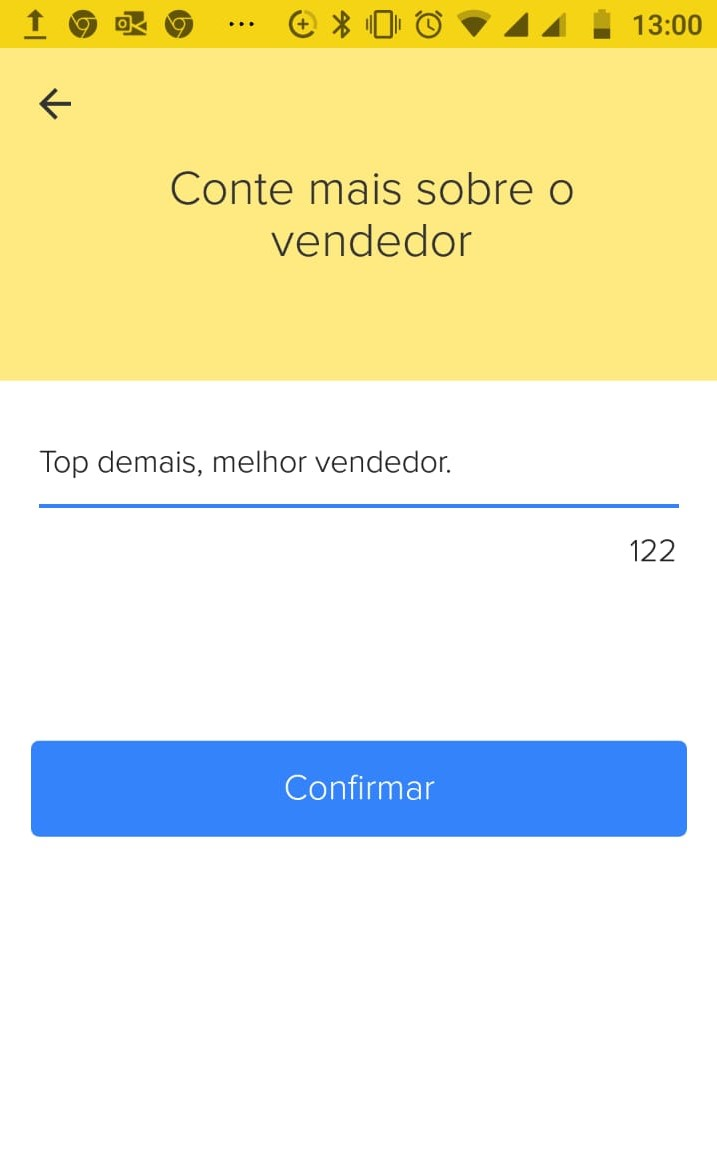 13:00
Conte mais sobre o
vendedor
Top demais, melhor vendedor.
122
Confirmar